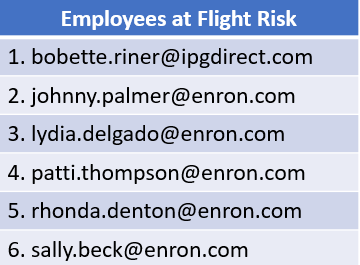 Employees at Flight Risk
1. bobette.riner@ipgdirect.com
2. johnny.palmer@enron.com
3. lydia.delgado@enron.com
4. patti.thompson@enron.com
5. rhonda.denton@enron.com
6. sally.beck@enron.com